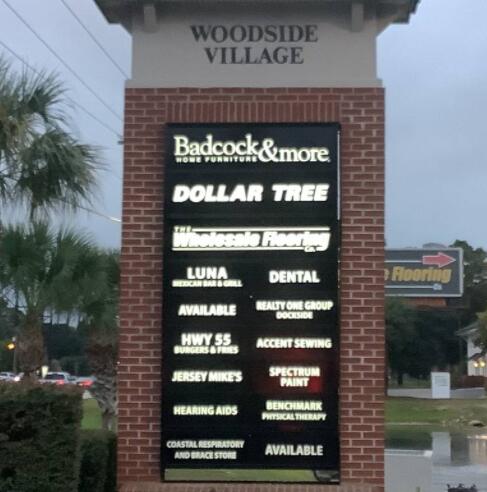 WOODSIDE
VILLAGE
Badcock &more
HOME FURNITURE
DOLLAR TREE
THE
Wholesale Flooring
Co.
LUNA
MEXICAN BAR & GRILL
DENTAL
AVAILABLE
REALTY ONE GROUP
DOCKSIDE
HWY 55
BURGERS & FRIES
ACCENT SEWING
JERSEY MIKE'S
SPECTRUM
PAINT
HEARING AIDS
BENCHMARK
PHYSICAL THERAPY
COASTAL RESPIRATORY
AND BRACE STORE
AVAILABLE
e Flooring
Co.